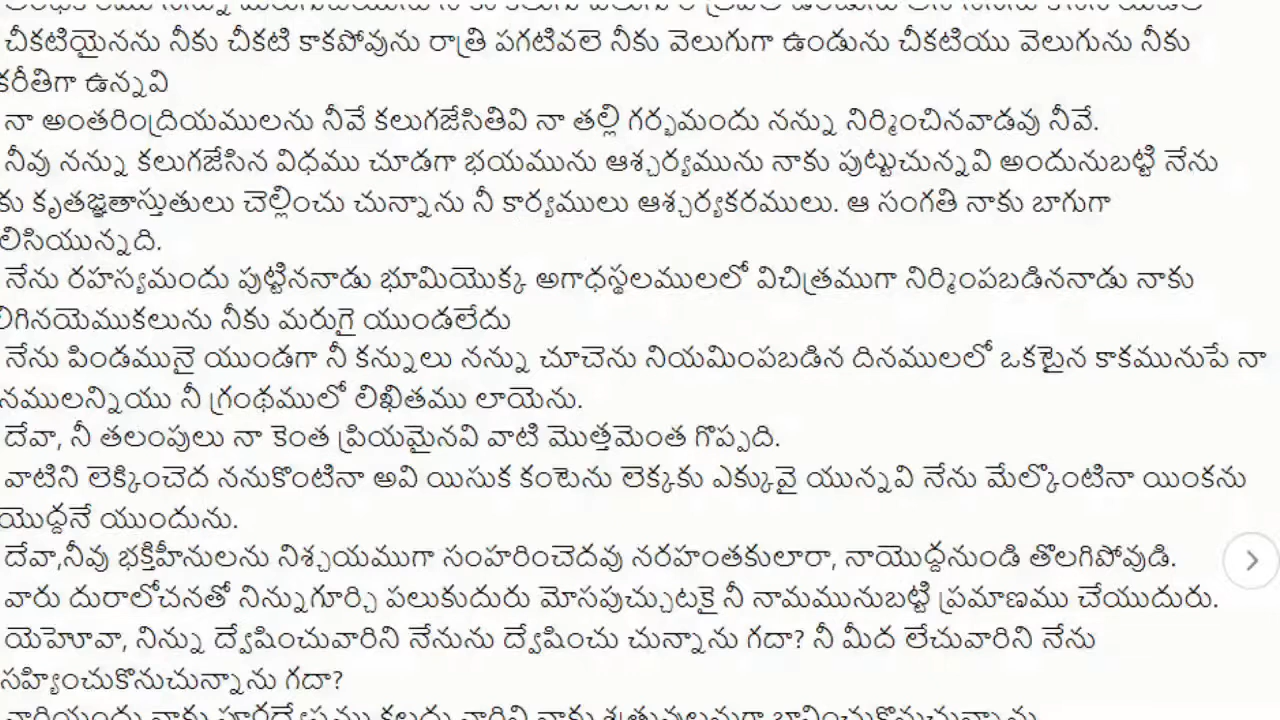 చీకటియైనను నీకు చీకటి కాకపోవును రాత్రి పగటివలె నీకు వెలుగుగా ఉండును చీకటియు వెలుగును నీకు
కరీతిగా ఉన్నవి
నా అంతరింద్రియములను నీవే కలుగజేసితివి నా తల్లి గర్భమందు నన్ను నిర్మించినవాడవు నీవే.
నీవు నన్ను కలుగజేసిన విధము చూడగా భయమును ఆశ్చర్యమును నాకు పుట్టుచున్నవి అందునుబట్టి నేను
కు కృతజ్ఞతాస్తుతులు చెల్లించు చున్నాను నీ కార్యములు ఆశ్చర్యకరములు. ఆ సంగతి నాకు బాగుగా
లిసియున్నది.
నేను రహస్యమందు పుట్టిననాడు భూమియొక్క అగాధస్థలములలో విచిత్రముగా నిర్మింపబడిననాడు నాకు
లిగినయెముకలును నీకు మరుగై యుండలేదు
నేను పిండమునై యుండగా నీ కన్నులు నన్ను చూచెను నియమింపబడిన దినములలో ఒకటైన కాకమునుపే నా
నములన్నియు నీ గ్రంథములో లిఖితము లాయెను.
దేవా, నీ తలంపులు నా కెంత ప్రియమైనవి వాటి మొత్తమెంత గొప్పది.
వాటిని లెక్కించెద ననుకొంటినా అవి యిసుక కంటెను లెక్కకు ఎక్కువై యున్నవి నేను మేల్కొంటినా యింకను
యొద్దనే యుందును.
దేవా,నీవు భక్తిహీనులను నిశ్చయముగా సంహరించెదవు నరహంతకులారా, నాయొద్దనుండి తొలగిపోవుడి.
వారు దురాలోచనతో నిన్నుగూర్చి పలుకుదురు మోసపుచ్చుటకై నీ నామమునుబట్టి ప్రమాణము చేయుదురు.
యెహోవా, నిన్ను ద్వేషించువారిని నేనును ద్వేషించు చున్నాను గదా? నీ మీద లేచువారిని నేను
సహ్యించుకొనుచున్నాను గదా?